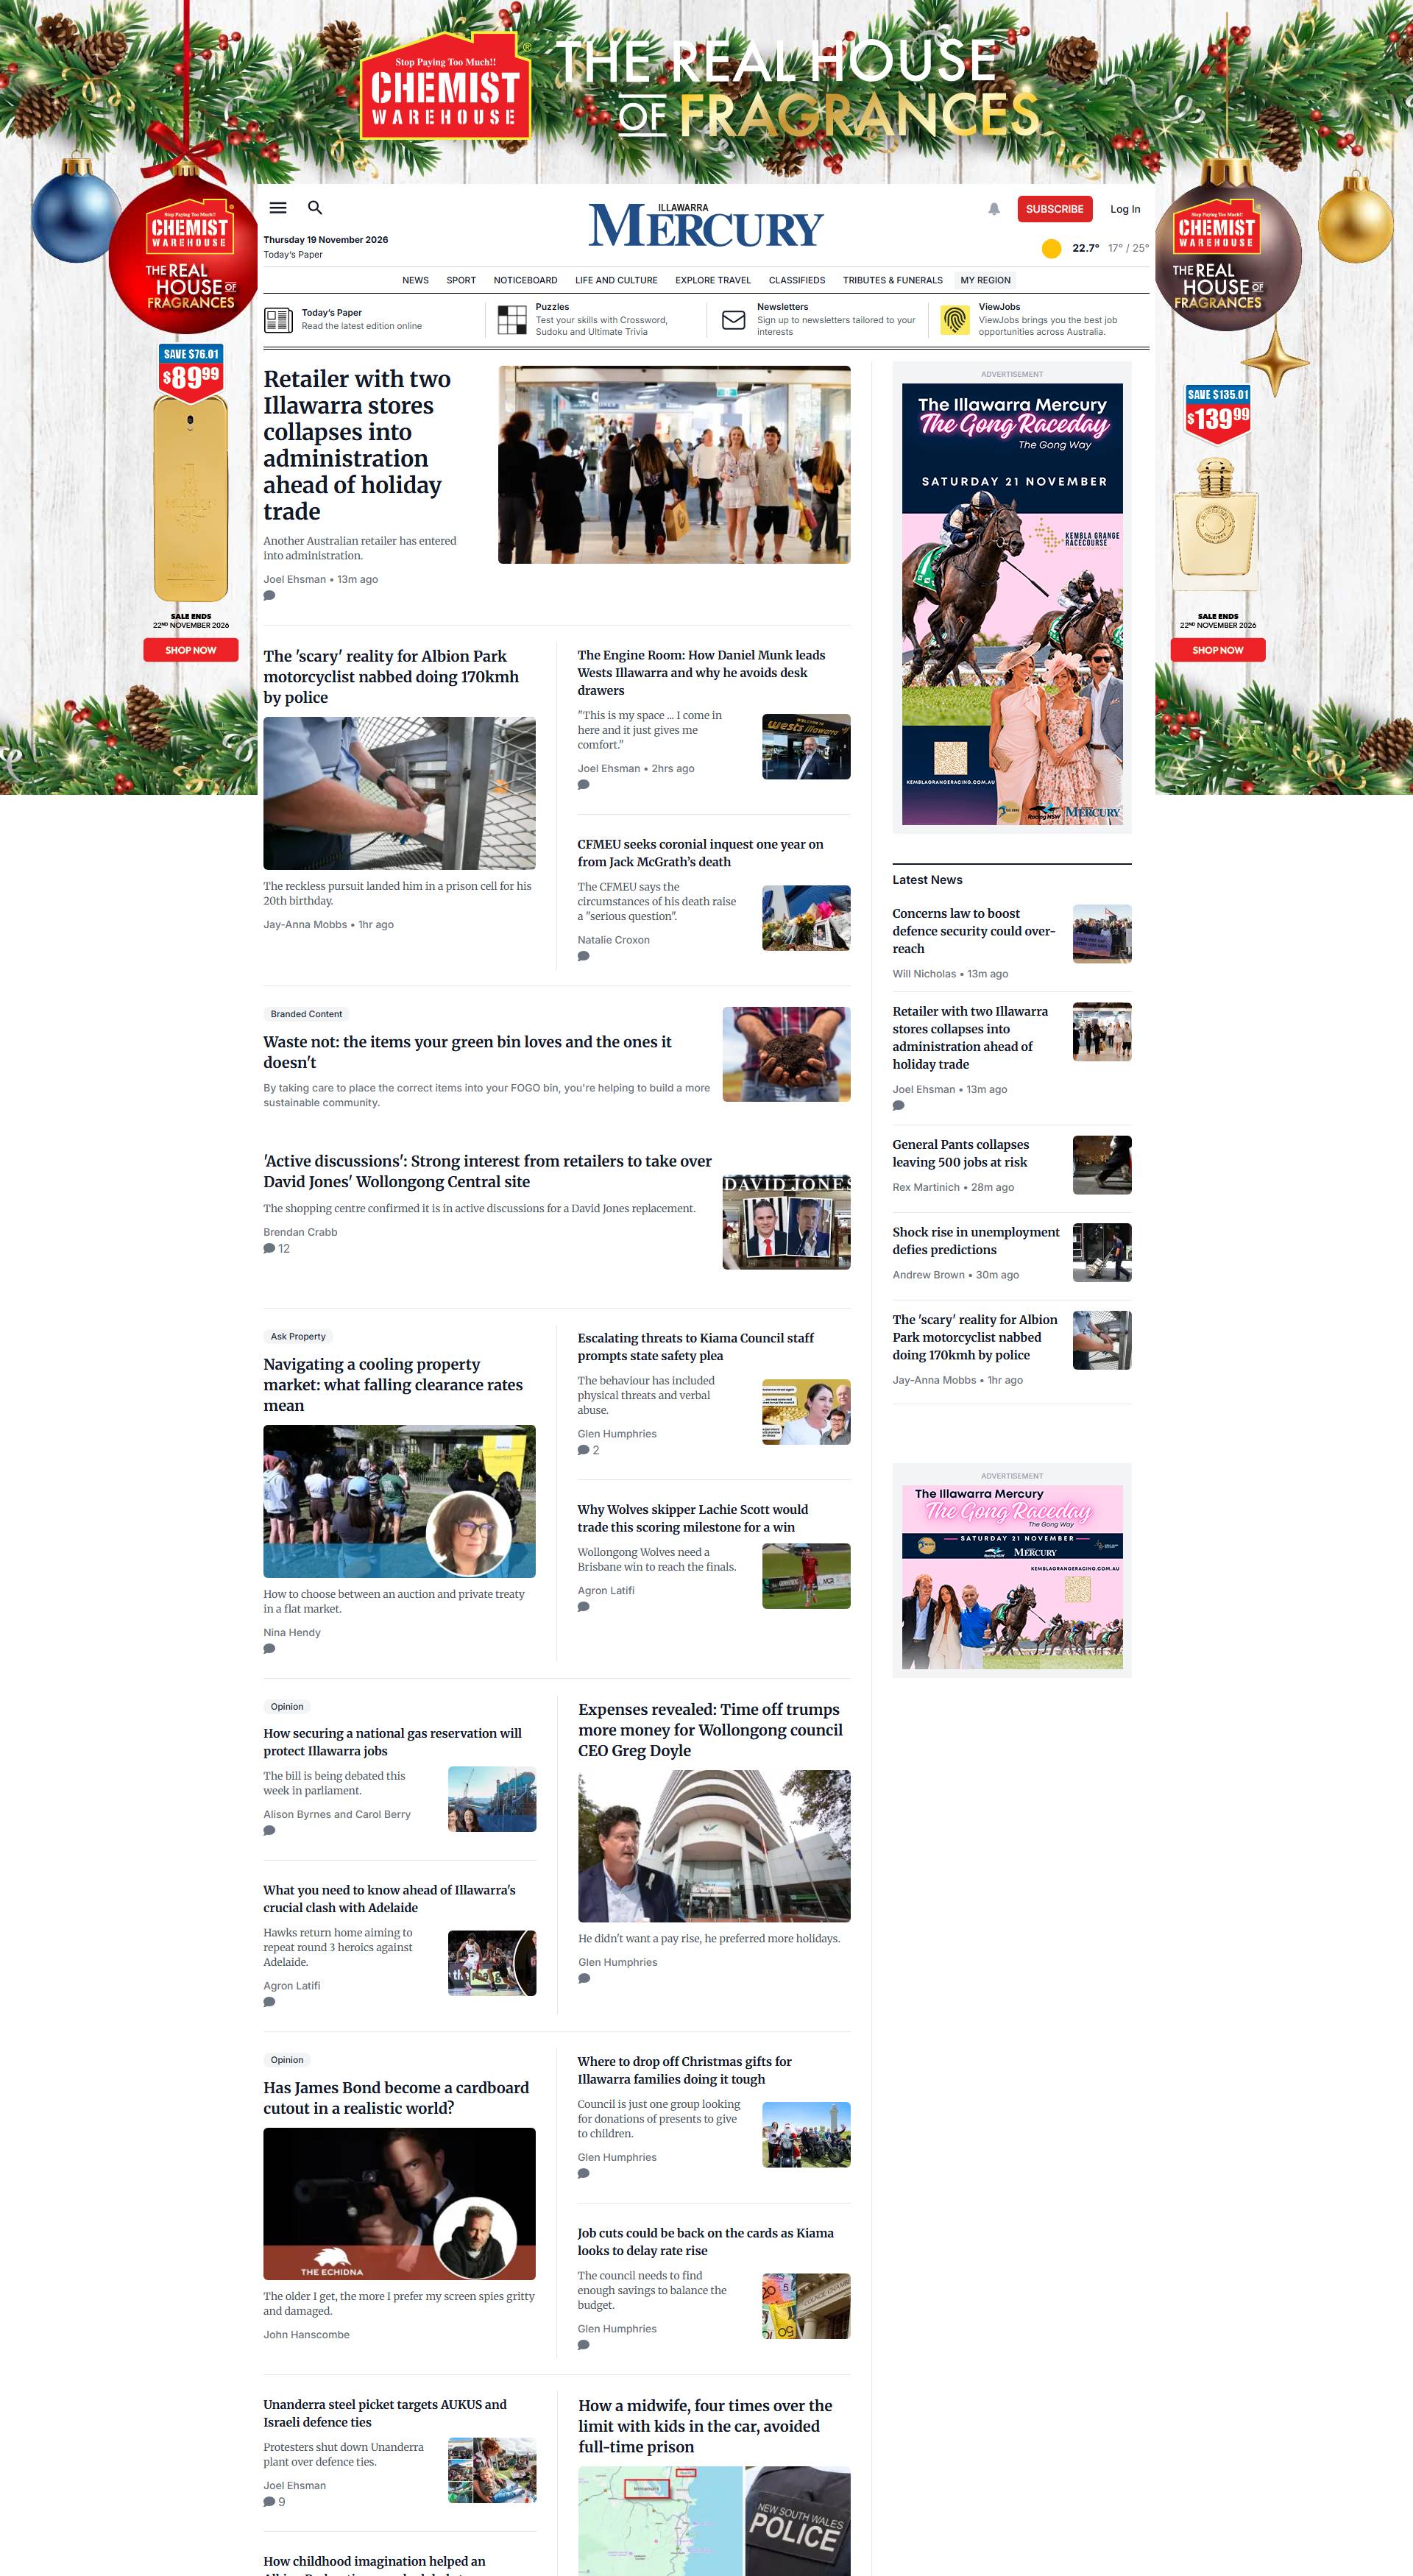 Stop Paying Too Much!!
CHEMIST
WAREHOUSE
THE REAL HOUSE
OF FRAGRANCES
Stop Paying Too Much!!
CHEMIST
WAREHOUSE
THE REAL
HOUSE OF
FRAGRANCES
SAVE $76.01
$89.99
SALE ENDS
22ND NOVEMBER 2026
SHOP NOW
Stop Paying Too Much!!
CHEMIST
WAREHOUSE
THE REAL
HOUSE OF
FRAGRANCES
SAVE $135.01
$139.99
SALE ENDS
22ND NOVEMBER 2026
SHOP NOW
ILLAWARRA
MERCURY
SUBSCRIBE
Log In
Thursday 19 November 2026
Today's Paper
22.7° 17° / 25°
NEWS SPORT NOTICEBOARD LIFE AND CULTURE EXPLORE TRAVEL CLASSIFIEDS TRIBUTES & FUNERALS MY REGION
Today's Paper
Read the latest edition online
Puzzles
Test your skills with Crossword,
Sudoku and Ultimate Trivia
Newsletters
Sign up to newsletters tailored to your
interests
ViewJobs
ViewJobs brings you the best job
opportunities across Australia.
Retailer with two
Illawarra stores
collapses into
administration
ahead of holiday
trade
Another Australian retailer has entered
into administration.
Joel Ehsman • 13m ago
The 'scary' reality for Albion Park
motorcyclist nabbed doing 170kmh
by police
The reckless pursuit landed him in a prison cell for his
20th birthday.
Jay-Anna Mobbs • 1hr ago
The Engine Room: How Daniel Munk leads
Wests Illawarra and why he avoids desk
drawers
"This is my space ... I come in
here and it just gives me
comfort."
Joel Ehsman • 2hrs ago
wests illawarra
CFMEU seeks coronial inquest one year on
from Jack McGrath’s death
The CFMEU says the
circumstances of his death raise
a "serious question".
Natalie Croxon
Branded Content
Waste not: the items your green bin loves and the ones it
doesn't
By taking care to place the correct items into your FOGO bin, you're helping to build a more
sustainable community.
'Active discussions': Strong interest from retailers to take over
David Jones' Wollongong Central site
The shopping centre confirmed it is in active discussions for a David Jones replacement.
Brendan Crabb
12
DAVID JONES
Ask Property
Navigating a cooling property
market: what falling clearance rates
mean
How to choose between an auction and private treaty
in a flat market.
Nina Hendy
Escalating threats to Kiama Council staff
prompts state safety plea
The behaviour has included
physical threats and verbal
abuse.
Glen Humphries
2
Why Wolves skipper Lachie Scott would
trade this scoring milestone for a win
Wollongong Wolves need a
Brisbane win to reach the finals.
Agron Latifi
Opinion
How securing a national gas reservation will
protect Illawarra jobs
The bill is being debated this
week in parliament.
Alison Byrnes and Carol Berry
What you need to know ahead of Illawarra's
crucial clash with Adelaide
Hawks return home aiming to
repeat round 3 heroics against
Adelaide.
Agron Latifi
Expenses revealed: Time off trumps
more money for Wollongong council
CEO Greg Doyle
He didn't want a pay rise, he preferred more holidays.
Glen Humphries
Opinion
Has James Bond become a cardboard
cutout in a realistic world?
THE ECHIDNA
The older I get, the more I prefer my screen spies gritty
and damaged.
John Hanscombe
Where to drop off Christmas gifts for
Illawarra families doing it tough
Council is just one group looking
for donations of presents to give
to children.
Glen Humphries
Job cuts could be back on the cards as Kiama
looks to delay rate rise
The council needs to find
enough savings to balance the
budget.
Glen Humphries
Unanderra steel picket targets AUKUS and
Israeli defence ties
Protesters shut down Unanderra
plant over defence ties.
Joel Ehsman
9
How childhood imagination helped an
How a midwife, four times over the
limit with kids in the car, avoided
full-time prison
NEW SOUTH WALES
POLICE
ADVERTISEMENT
The Illawarra Mercury
The Gong Raceday
The Gong Way
SATURDAY 21 NOVEMBER
KEMBLA GRANGE
RACECOURSE
KEMBLAGRANGERACING.COM.AU
Racing NSW
MERCURY
Latest News
Concerns law to boost
defence security could over-
reach
Will Nicholas • 13m ago
Retailer with two Illawarra
stores collapses into
administration ahead of
holiday trade
Joel Ehsman • 13m ago
General Pants collapses
leaving 500 jobs at risk
Rex Martinich • 28m ago
Shock rise in unemployment
defies predictions
Andrew Brown • 30m ago
The 'scary' reality for Albion
Park motorcyclist nabbed
doing 170kmh by police
Jay-Anna Mobbs • 1hr ago
ADVERTISEMENT
The Illawarra Mercury
The Gong Raceday
The Gong Way
SATURDAY 21 NOVEMBER
Racing NSW
MERCURY
KEMBLAGRANGERACING.COM.AU